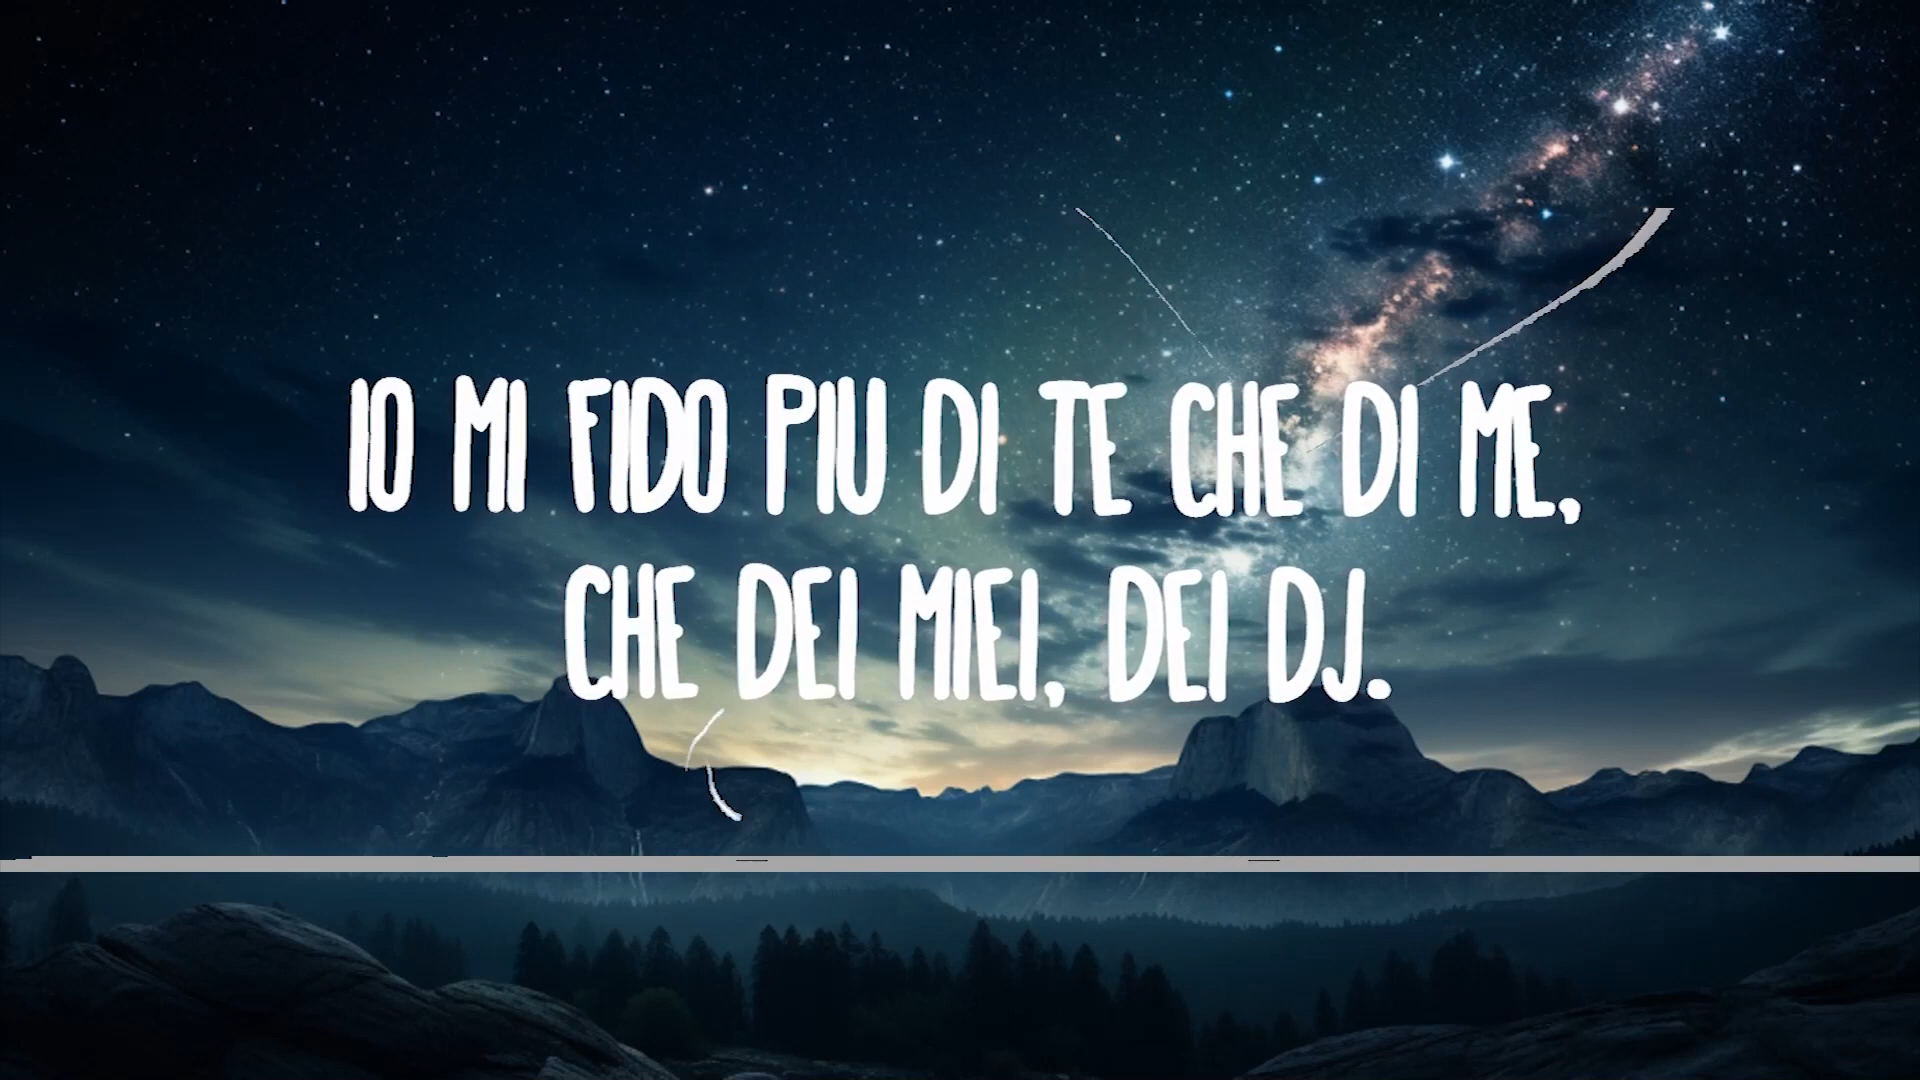 IO MI FIDO PIU DI TE CHE DI ME,
CHE DEI MIEI, DEI DJ.